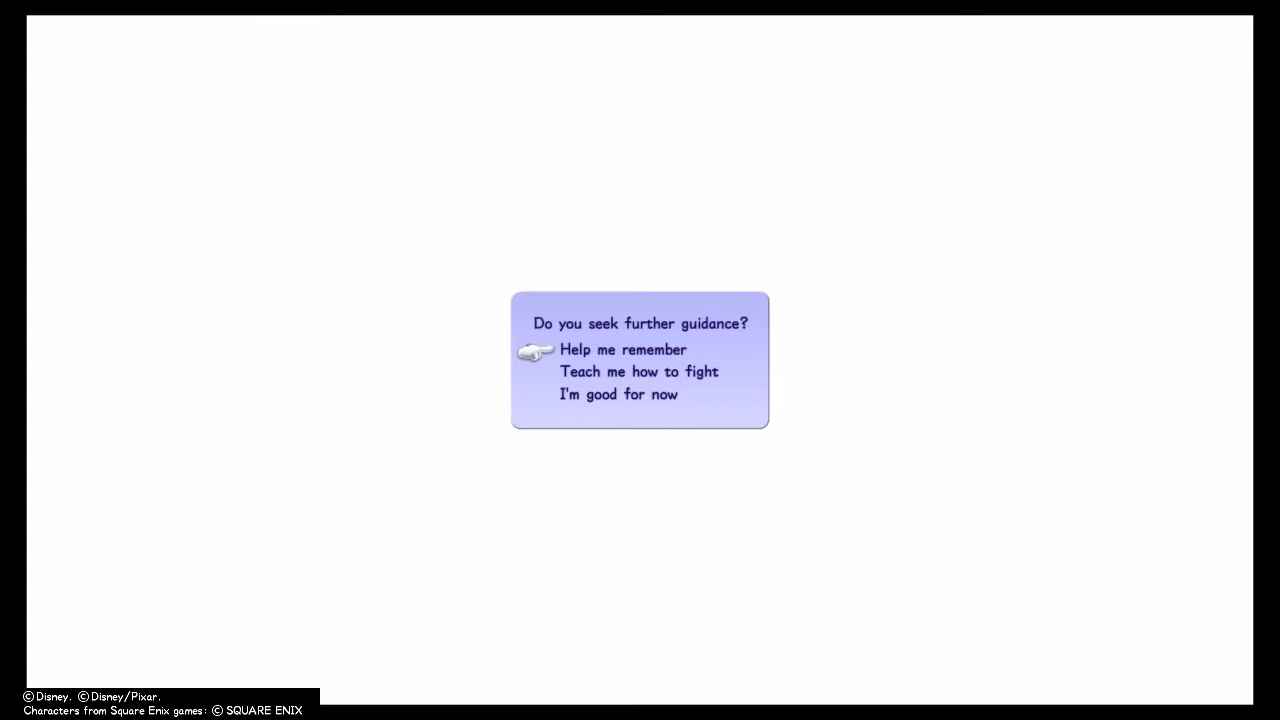 Do you seek further guidance?
Help me remember
Teach me how to fight
I'm good for now
©Disney. ©Disney/Pixar.
Characters from Square Enix games: © SQUARE ENIX